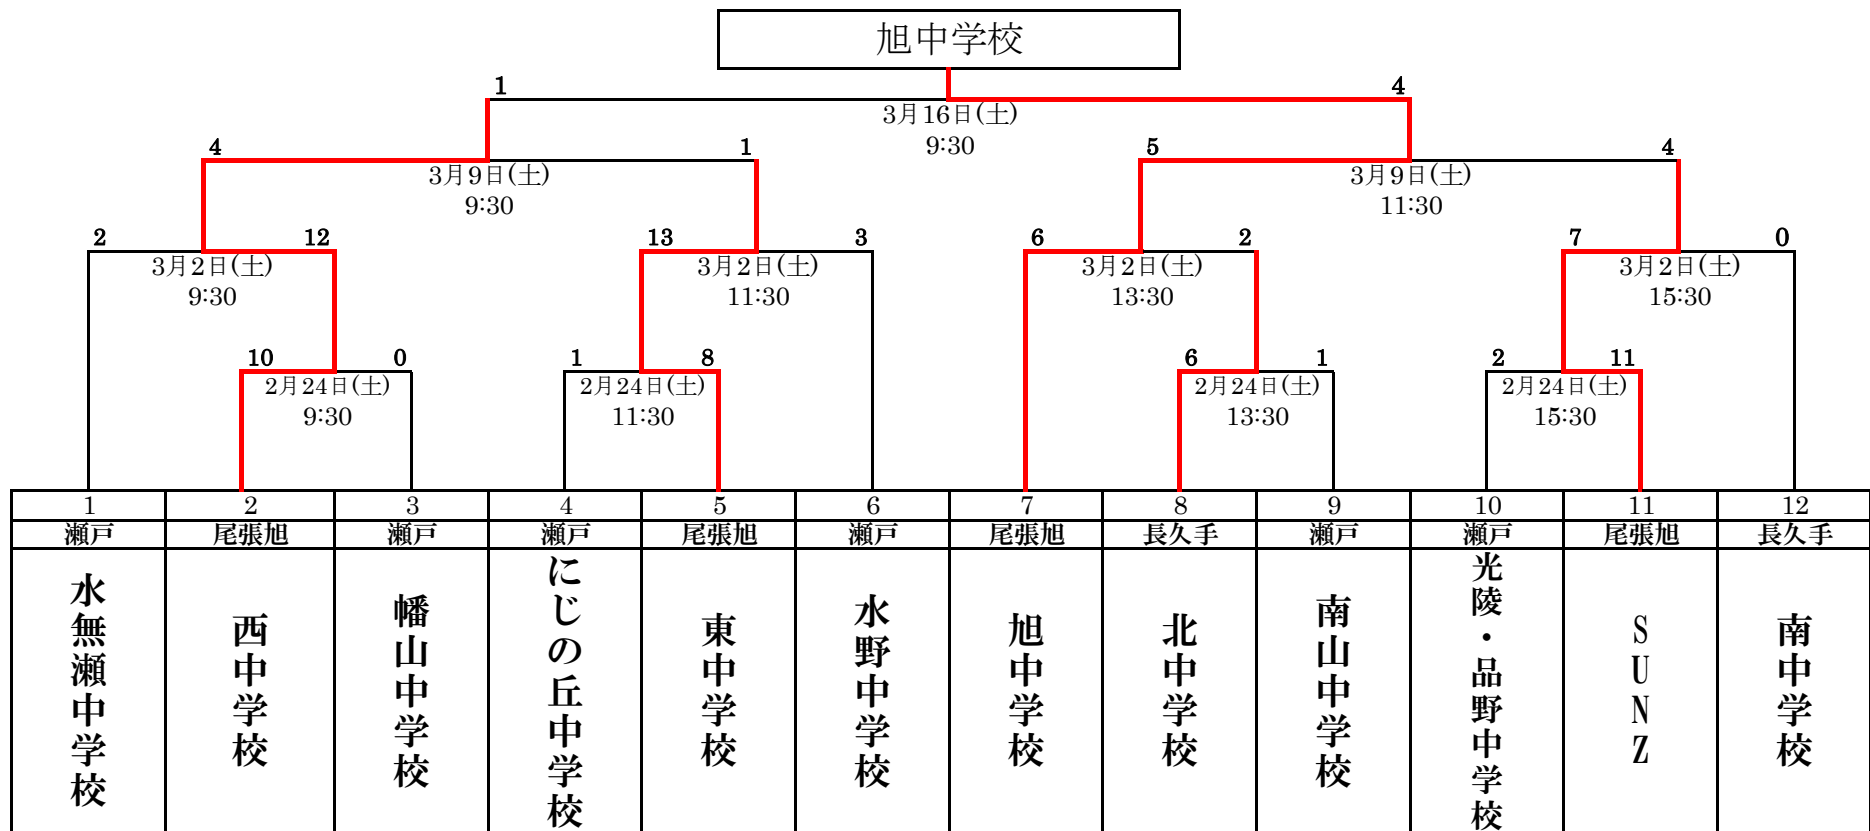 旭中学校
1 4
3月16日(土)
9:30
4 1 5 4
3月9日(土) 3月9日(土)
9:30 11:30
2 12 13 3 6 2 7 0
3月2日(土) 3月2日(土) 3月2日(土) 3月2日(土)
9:30 11:30 13:30 15:30
10 0 1 8 6 1 2 11
2月24日(土) 2月24日(土) 2月24日(土) 2月24日(土)
9:30 11:30 13:30 15:30
1 2 3 4 5 6 7 8 9 10 11 12
瀬戸 尾張旭 瀬戸 瀬戸 尾張旭 瀬戸 尾張旭 長久手 瀬戸 瀬戸 尾張旭 長久手
水無瀬中学校
西中学校
幡山中学校
にじの丘中学校
東中学校
水野中学校
旭中学校
北中学校
南山中学校
光陵・品野中学校
SUNZ
南中学校